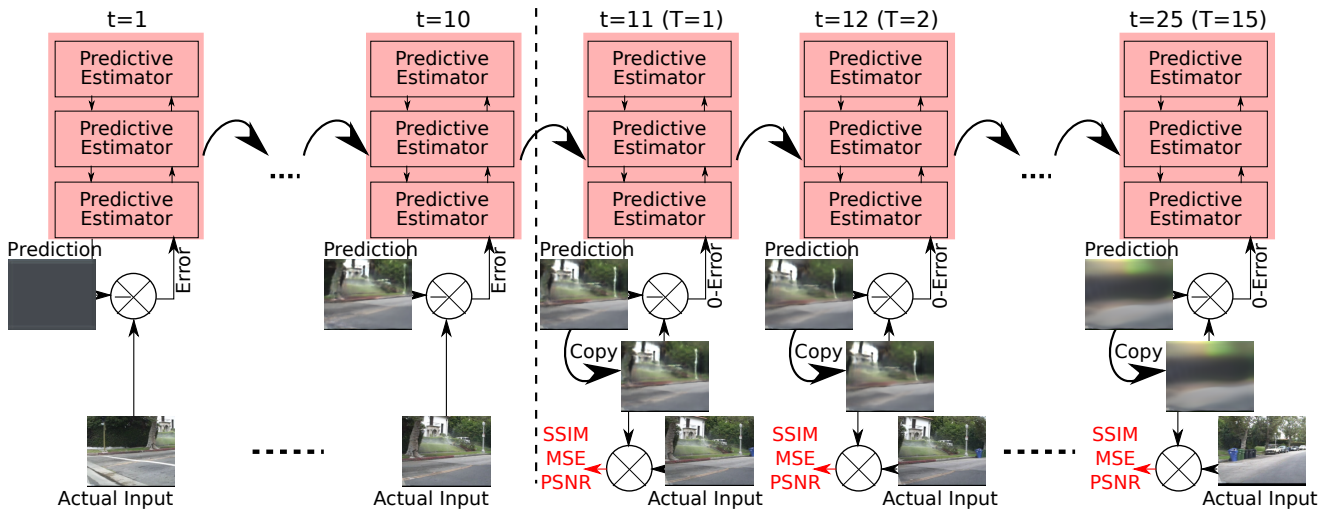 t=1
t=10
t=11 (T=1)
t=12 (T=2)
t=25 (T=15)
Predictive
Estimator
Predictive
Estimator
Predictive
Estimator
Predictive
Estimator
Predictive
Estimator
Predictive
Estimator
Predictive
Estimator
Predictive
Estimator
Predictive
Estimator
Predictive
Estimator
Predictive
Estimator
Predictive
Estimator
Predictive
Estimator
Predictive
Estimator
Predictive
Estimator
Prediction
Error
Prediction
Error
Prediction
0-Error
Prediction
0-Error
Prediction
0-Error
Copy
Copy
Copy
SSIM
MSE
PSNR
SSIM
MSE
PSNR
SSIM
MSE
PSNR
Actual Input
Actual Input
Actual Input
Actual Input
Actual Input